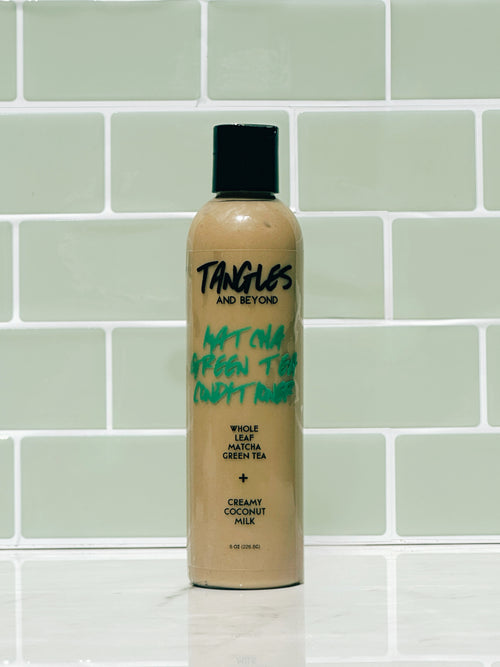 TANGLES
AND BEYOND
MATCHA
GREEN TEA
CONDITIONER
WHOLE
LEAF
MATCHA
GREEN TEA
+
CREAMY
COCONUT
MILK